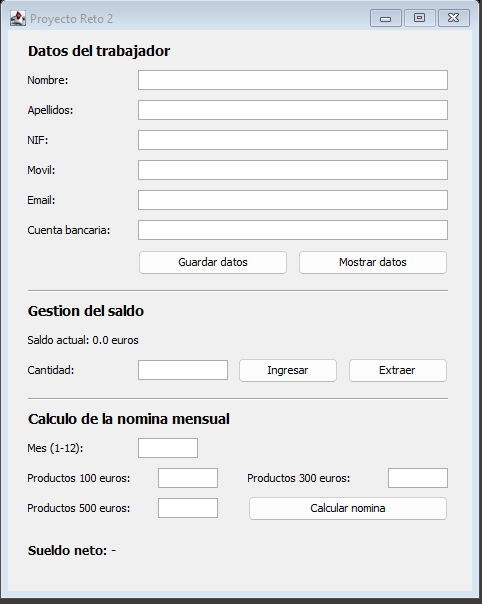 Proyecto Reto 2
Datos del trabajador
Nombre:
Apellidos:
NIF:
Movil:
Email:
Cuenta bancaria:
Guardar datos Mostrar datos
Gestion del saldo
Saldo actual: 0.0 euros
Cantidad: Ingresar Extraer
Calculo de la nomina mensual
Mes (1-12):
Productos 100 euros: Productos 300 euros:
Productos 500 euros: Calcular nomina
Sueldo neto: -